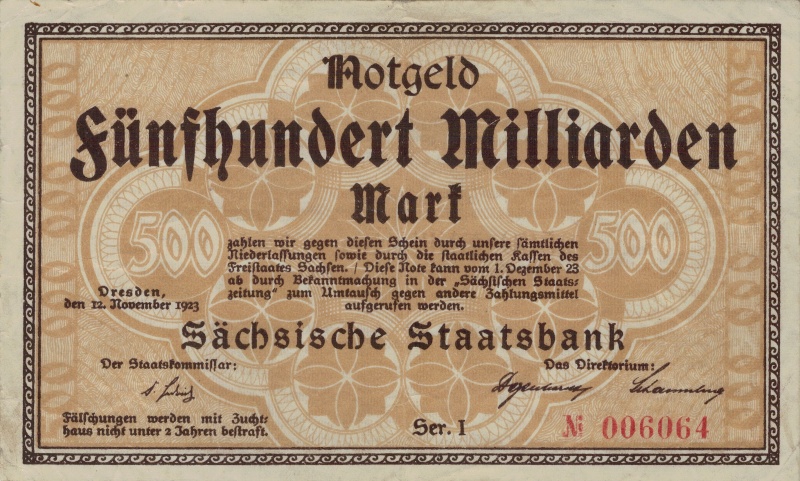 Notgeld
Fünfhundert Milliarden
Mark
500
500
zahlen wir gegen diesen Schein durch unsere sämtlichen
Niederlassungen sowie durch die staatlichen Kassen des
Freistaates Sachsen. / Diese Note kann vom 1. Dezember 23
ab durch Bekanntmachung in der „Sächsischen Staats-
zeitung“ zum Umtausch gegen andere Zahlungsmittel
aufgerufen werden.
Dresden,
den 12. November 1923
Sächsische Staatsbank
Der Staatskommissar:
Das Direktorium:
Fälschungen werden mit Zucht-
haus nicht unter 2 Jahren bestraft.
Ser. I
№ 006064